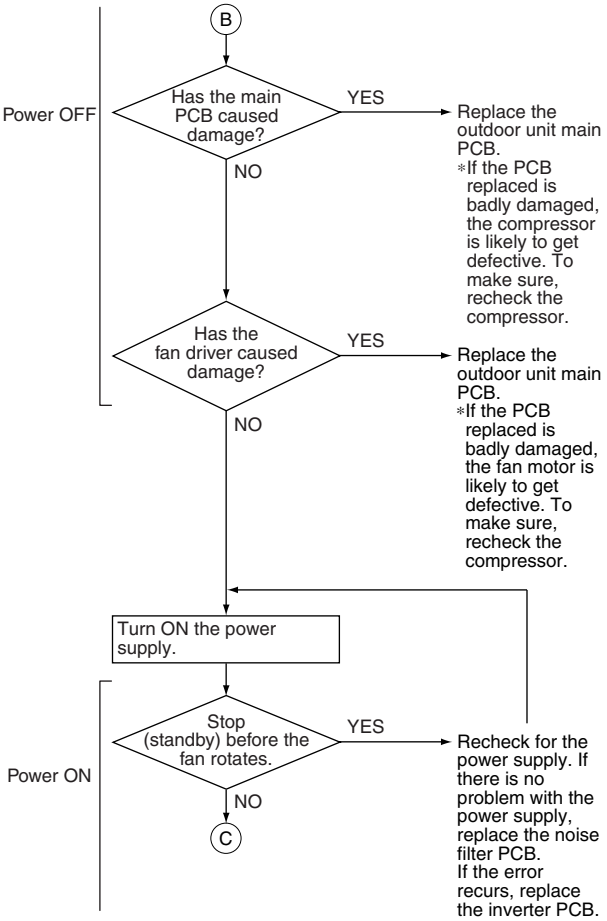 B
Power OFF
Has the main
PCB caused
damage?
YES
Replace the
outdoor unit main
PCB.
*If the PCB
replaced is
badly damaged,
the compressor
is likely to get
defective. To
make sure,
recheck the
compressor.
NO
Has the
fan driver caused
damage?
YES
Replace the
outdoor unit main
PCB.
*If the PCB
replaced is
badly damaged,
the fan motor is
likely to get
defective. To
make sure,
recheck the
compressor.
NO
Turn ON the power
supply.
Power ON
Stop
(standby) before the
fan rotates.
YES
Recheck for the
power supply. If
there is no
problem with the
power supply,
replace the noise
filter PCB.
If the error
recurs, replace
the inverter PCB.
NO
C